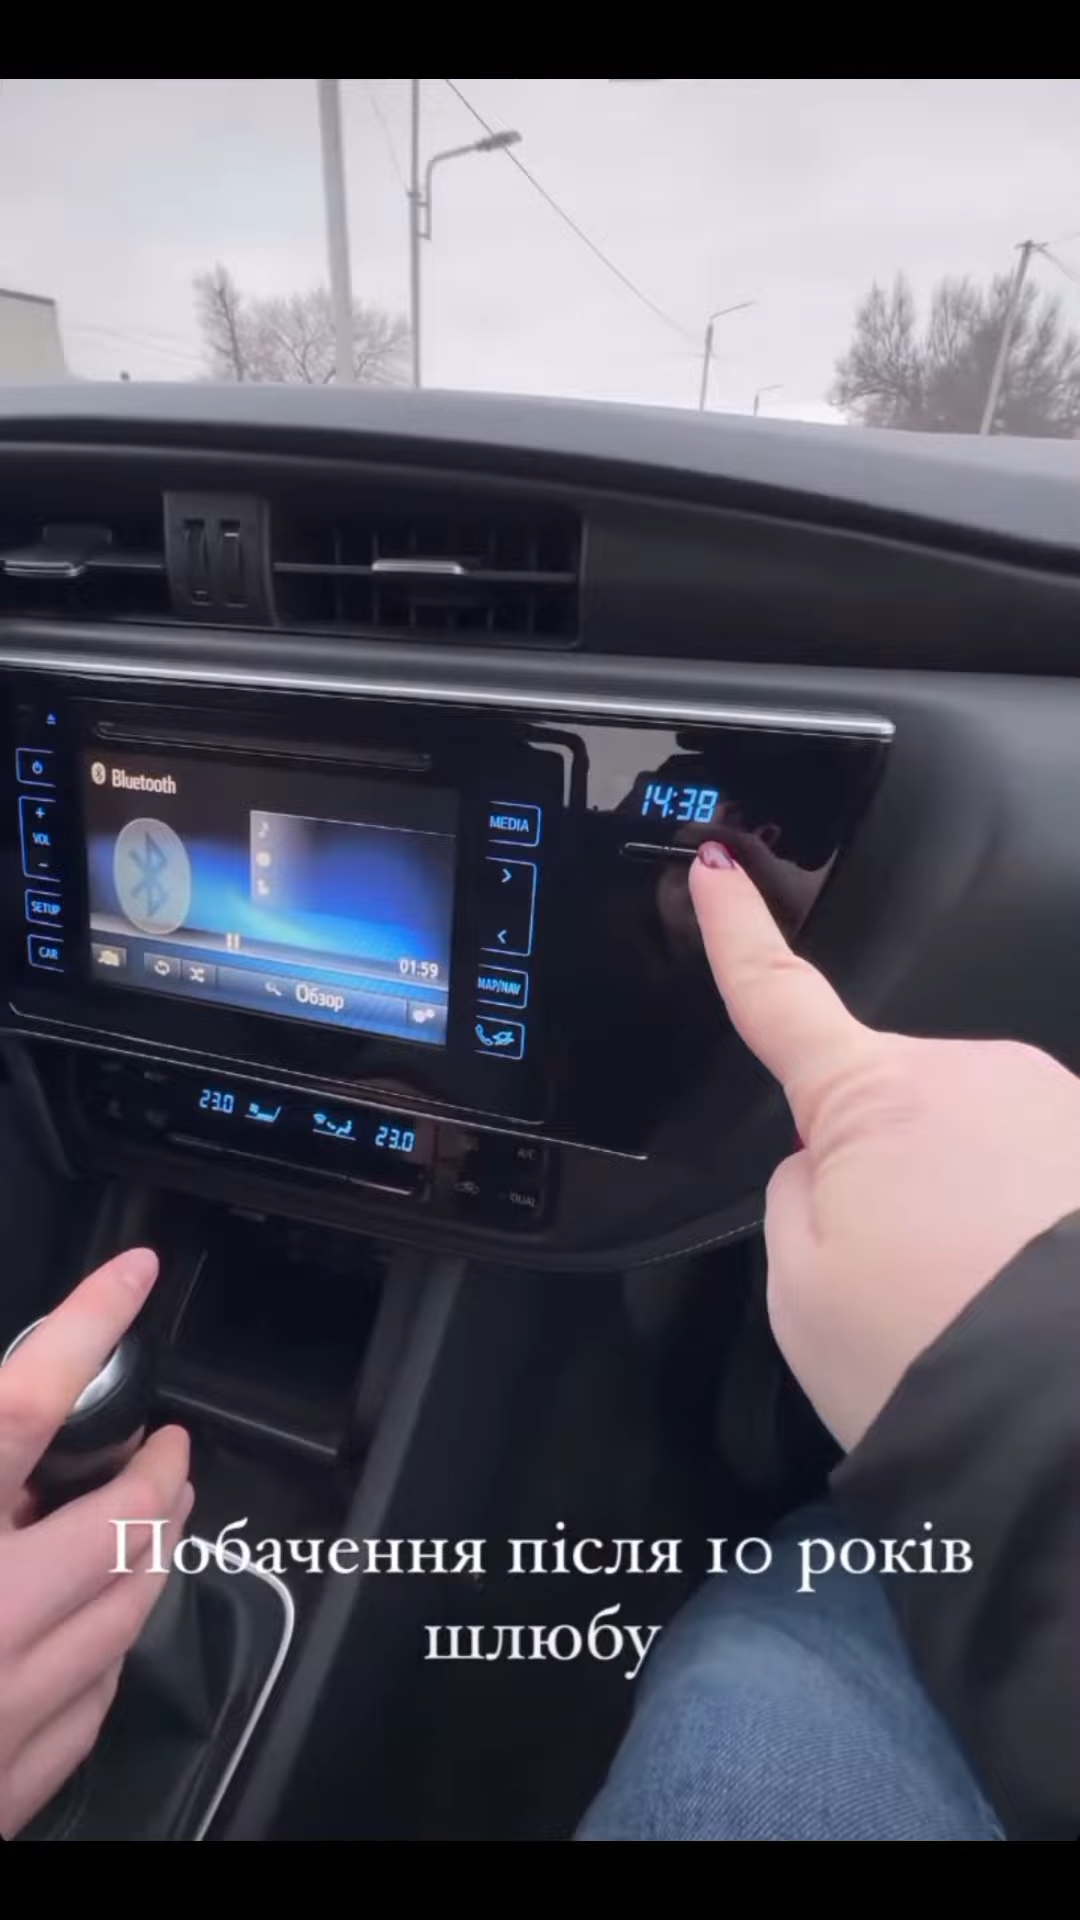 Bluetooth
14:38
MEDIA
VOL
SETUP
CAR
01:59
MAP/NAV
Обзор
23.0
23.0
A/C
DUAL
Побачення після 10 років
шлюбу